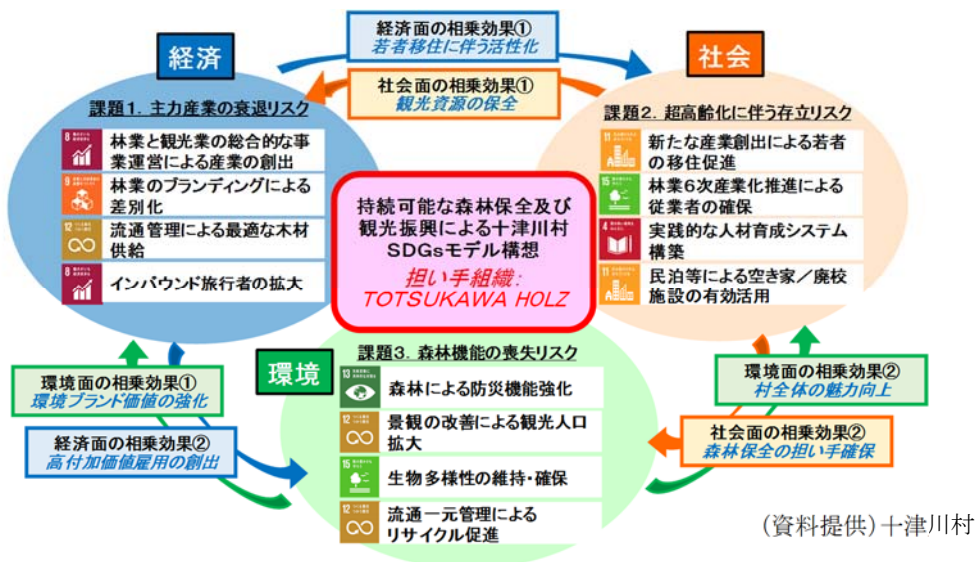 経済面の相乗効果①
若者移住に伴う活性化
経済
社会
社会面の相乗効果①
観光資源の保全
課題1．主力産業の衰退リスク
8
林業と観光業の総合的な事
業運営による産業の創出
9
林業のブランディングによる
差別化
12
流通管理による最適な木材
供給
8
インバウンド旅行者の拡大
課題2．超高齢化に伴う存立リスク
11
新たな産業創出による若者
の移住促進
15
林業6次産業化推進による
従業者の確保
4
実践的な人材育成システム
構築
11
民泊等による空き家／廃校
施設の有効活用
持続可能な森林保全及び
観光振興による十津川村
SDGsモデル構想
担い手組織：
TOTSUKAWA HOLZ
環境
課題3．森林機能の喪失リスク
13
森林による防災機能強化
12
景観の改善による観光人口
拡大
15
生物多様性の維持・確保
12
流通一元管理による
リサイクル促進
環境面の相乗効果①
環境ブランド価値の強化
経済面の相乗効果②
高付加価値雇用の創出
環境面の相乗効果②
村全体の魅力向上
社会面の相乗効果②
森林保全の担い手確保
（資料提供）十津川村